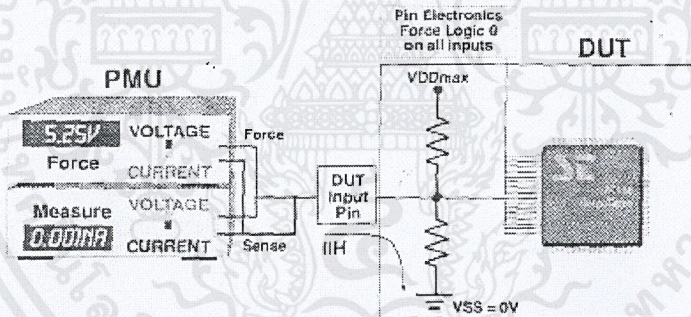 Pin Electronics
Force Logic 0
on all inputs
DUT
PMU
VDDmax
5.25V
VOLTAGE
Force
Force
CURRENT
DUT
Input
Pin
Measure
VOLTAGE
0.001MA
CURRENT
Sense
IIH
VSS = 0V